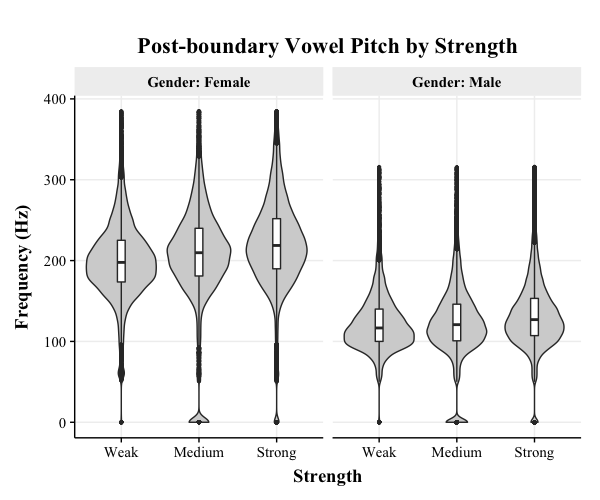 Post-boundary Vowel Pitch by Strength
Gender: Female
Gender: Male
Frequency (Hz)
400
300
200
100
0
Weak Medium Strong Weak Medium Strong
Strength